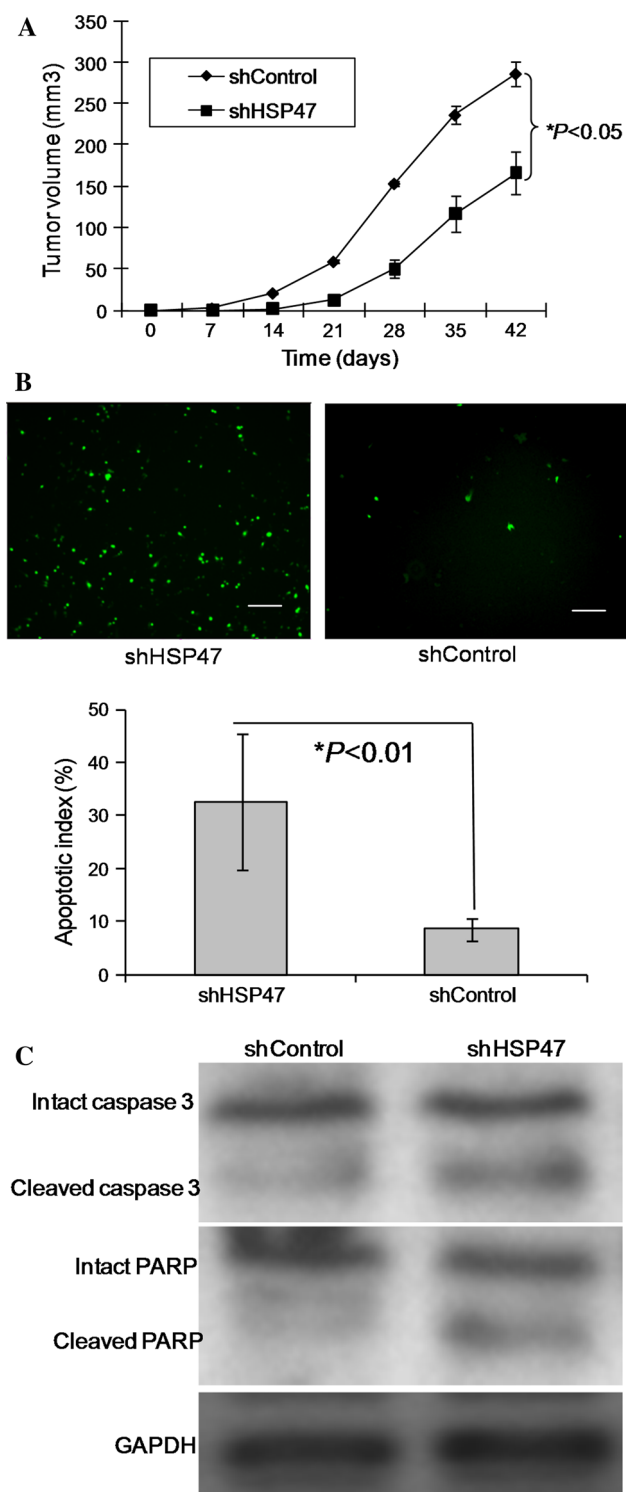 A
350
300
250
200
150
100
50
0
Tumor volume (mm3)
shControl
shHSP47
*P<0.05
0 7 14 21 28 35 42
Time (days)
B
shHSP47 shControl
50
40
30
20
10
0
Apoptotic index (%)
*P<0.01
shHSP47 shControl
C
shControl shHSP47
Intact caspase 3
Cleaved caspase 3
Intact PARP
Cleaved PARP
GAPDH